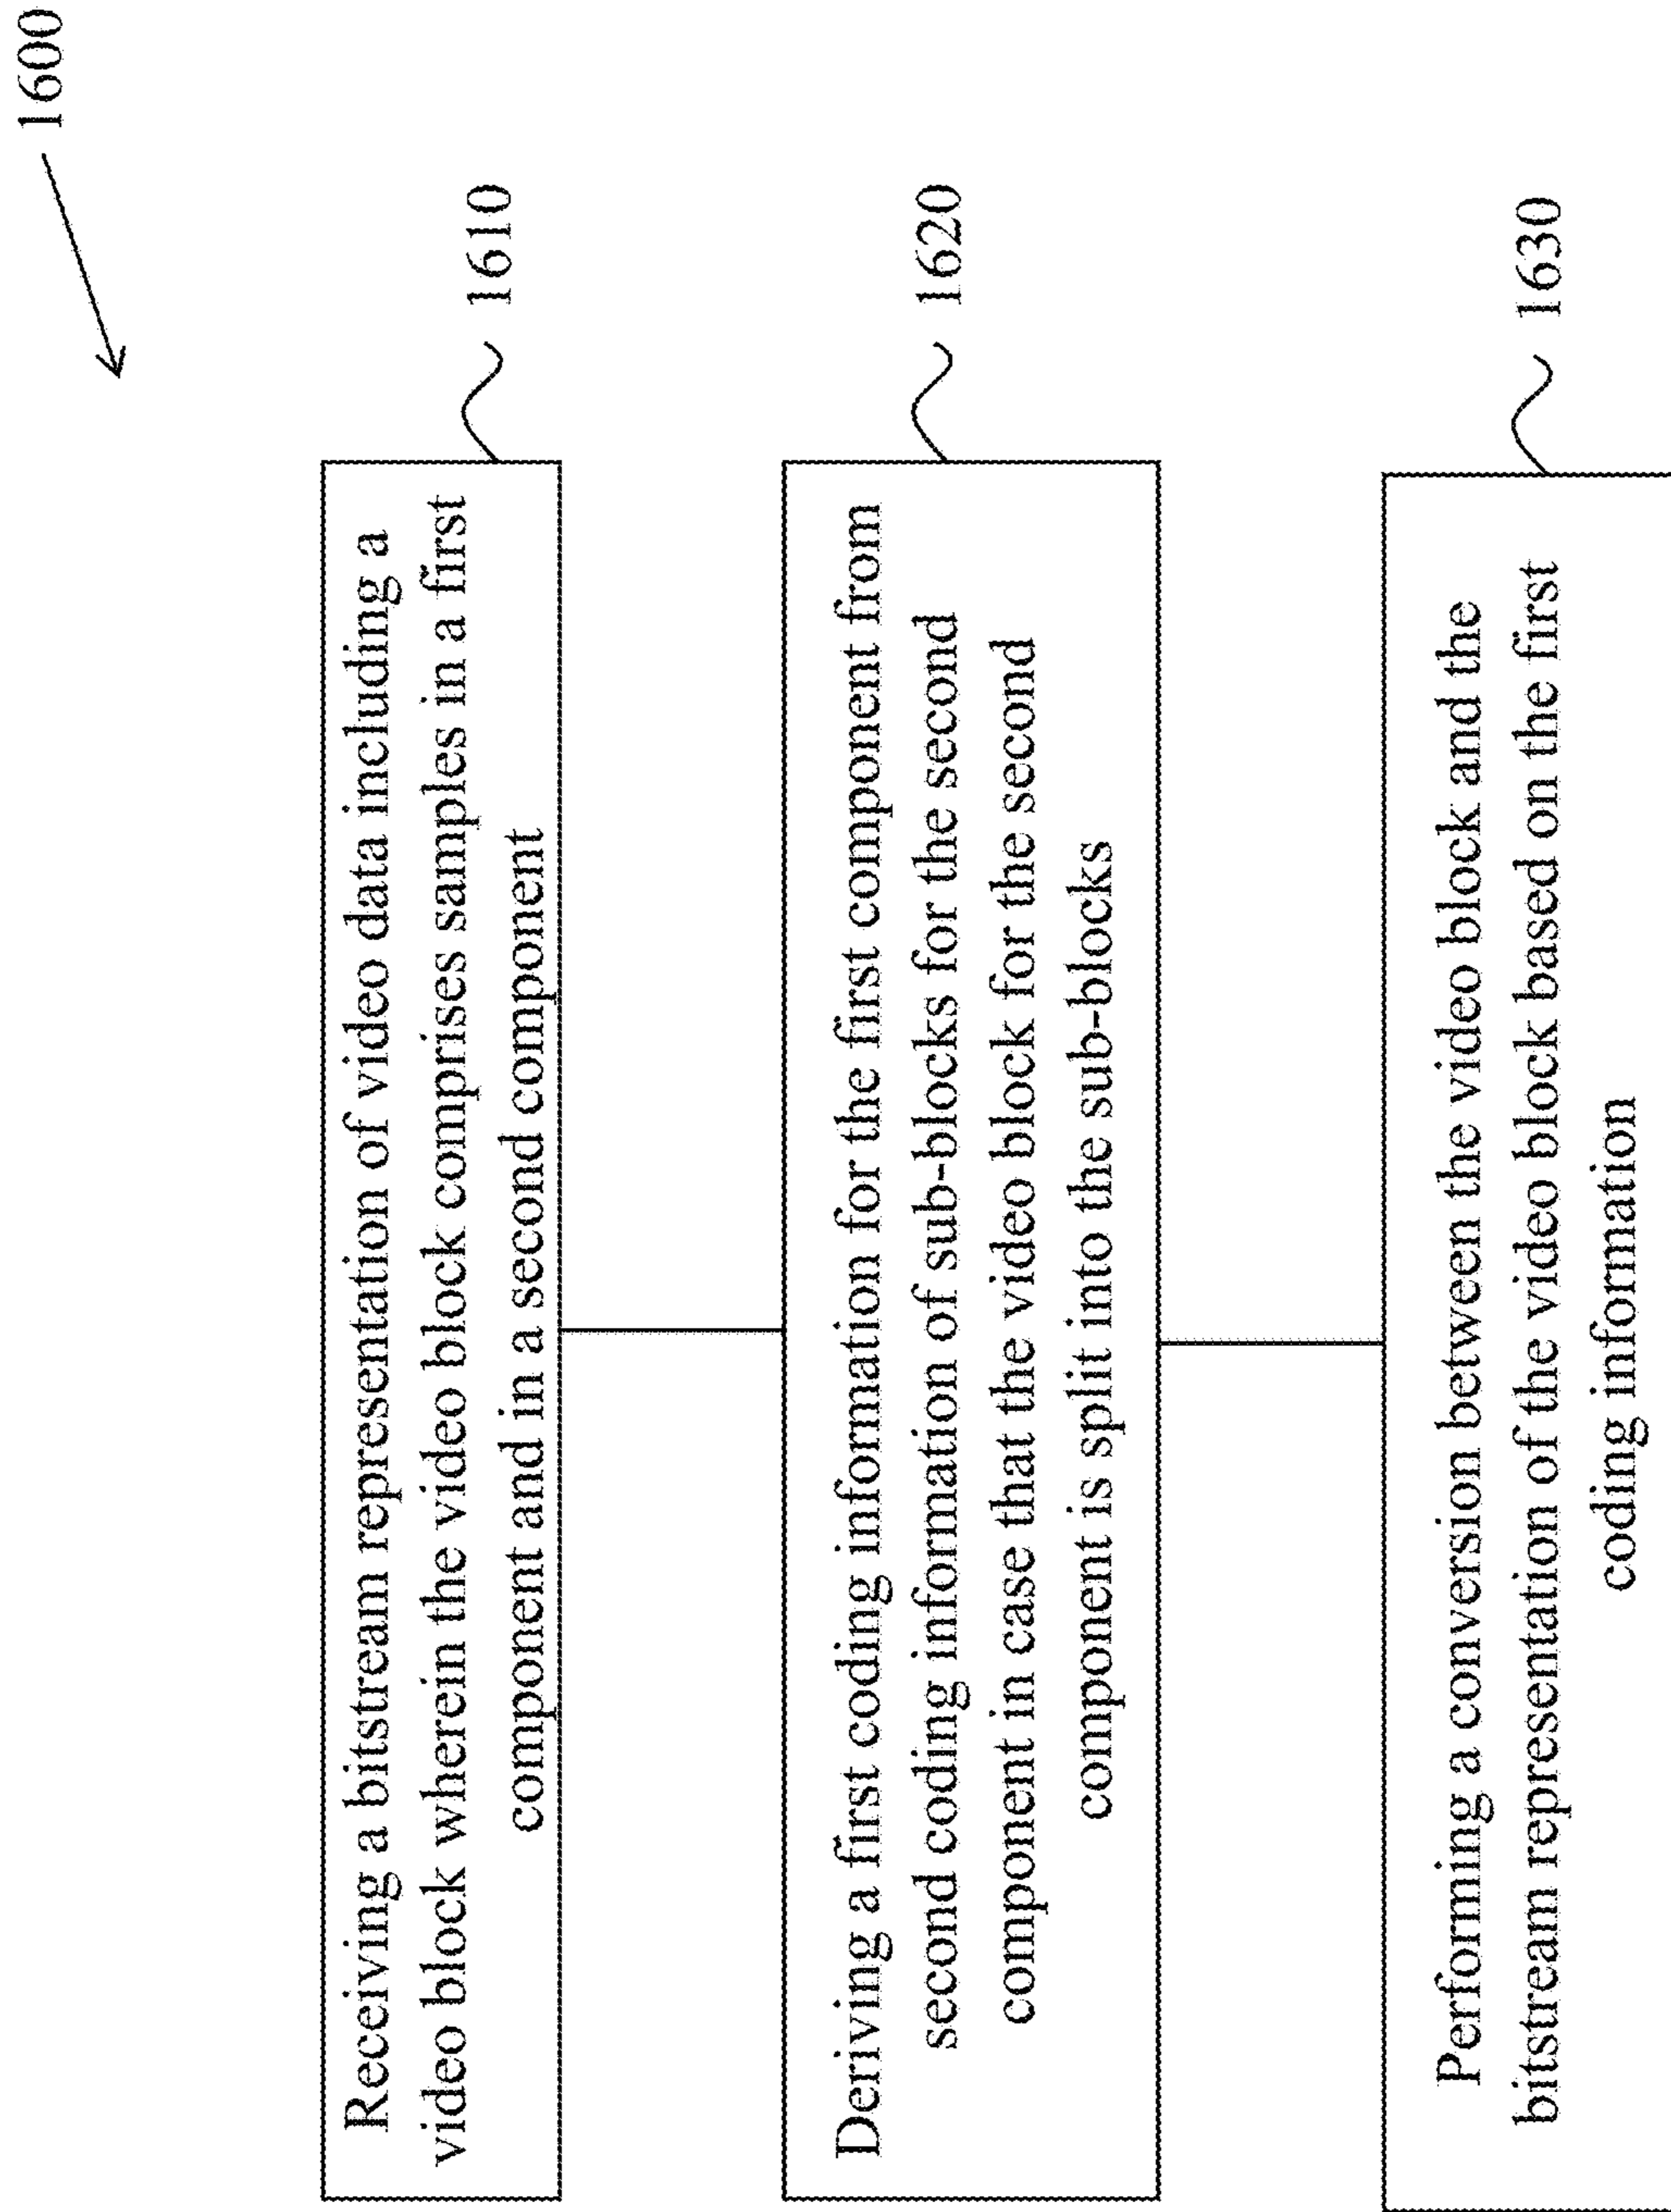 1600
Receiving a bitstream representation of video data including a
video block wherein the video block comprises samples in a first
component and in a second component
1610
Deriving a first coding information for the first component from
second coding information of sub-blocks for the second
component in case that the video block for the second
component is split into the sub-blocks
1620
Performing a conversion between the video block and the
bitstream representation of the video block based on the first
coding information
1630